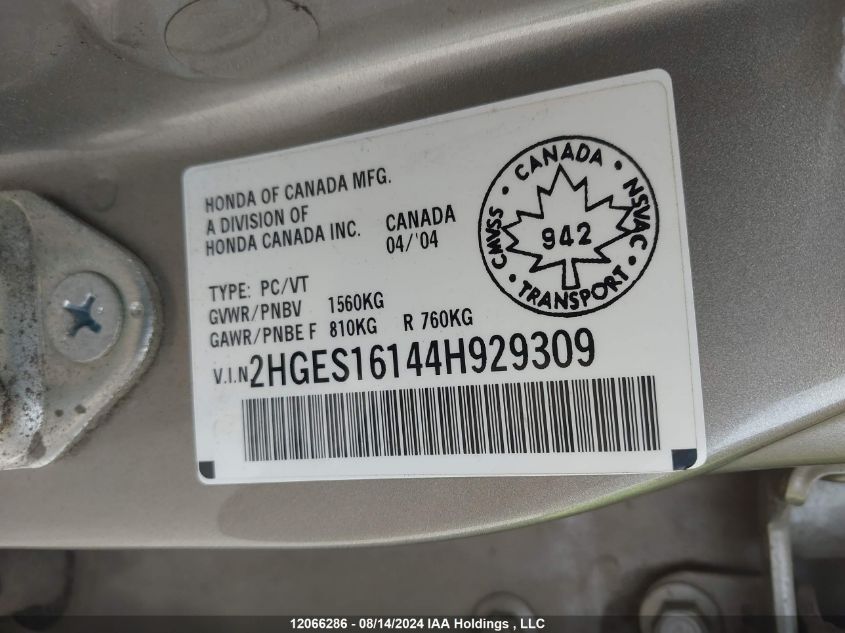 HONDA OF CANADA MFG.
A DIVISION OF
HONDA CANADA INC.
CANADA
04/'04
CANADA • NSVAC • TRANSPORT • CMVSS •
942
TYPE: PC/VT
GVWR/PNBV 1560KG
GAWR/PNBE F 810KG R 760KG
V.I.N 2HGES16144H929309
12066286 - 08/14/2024 IAA Holdings , LLC